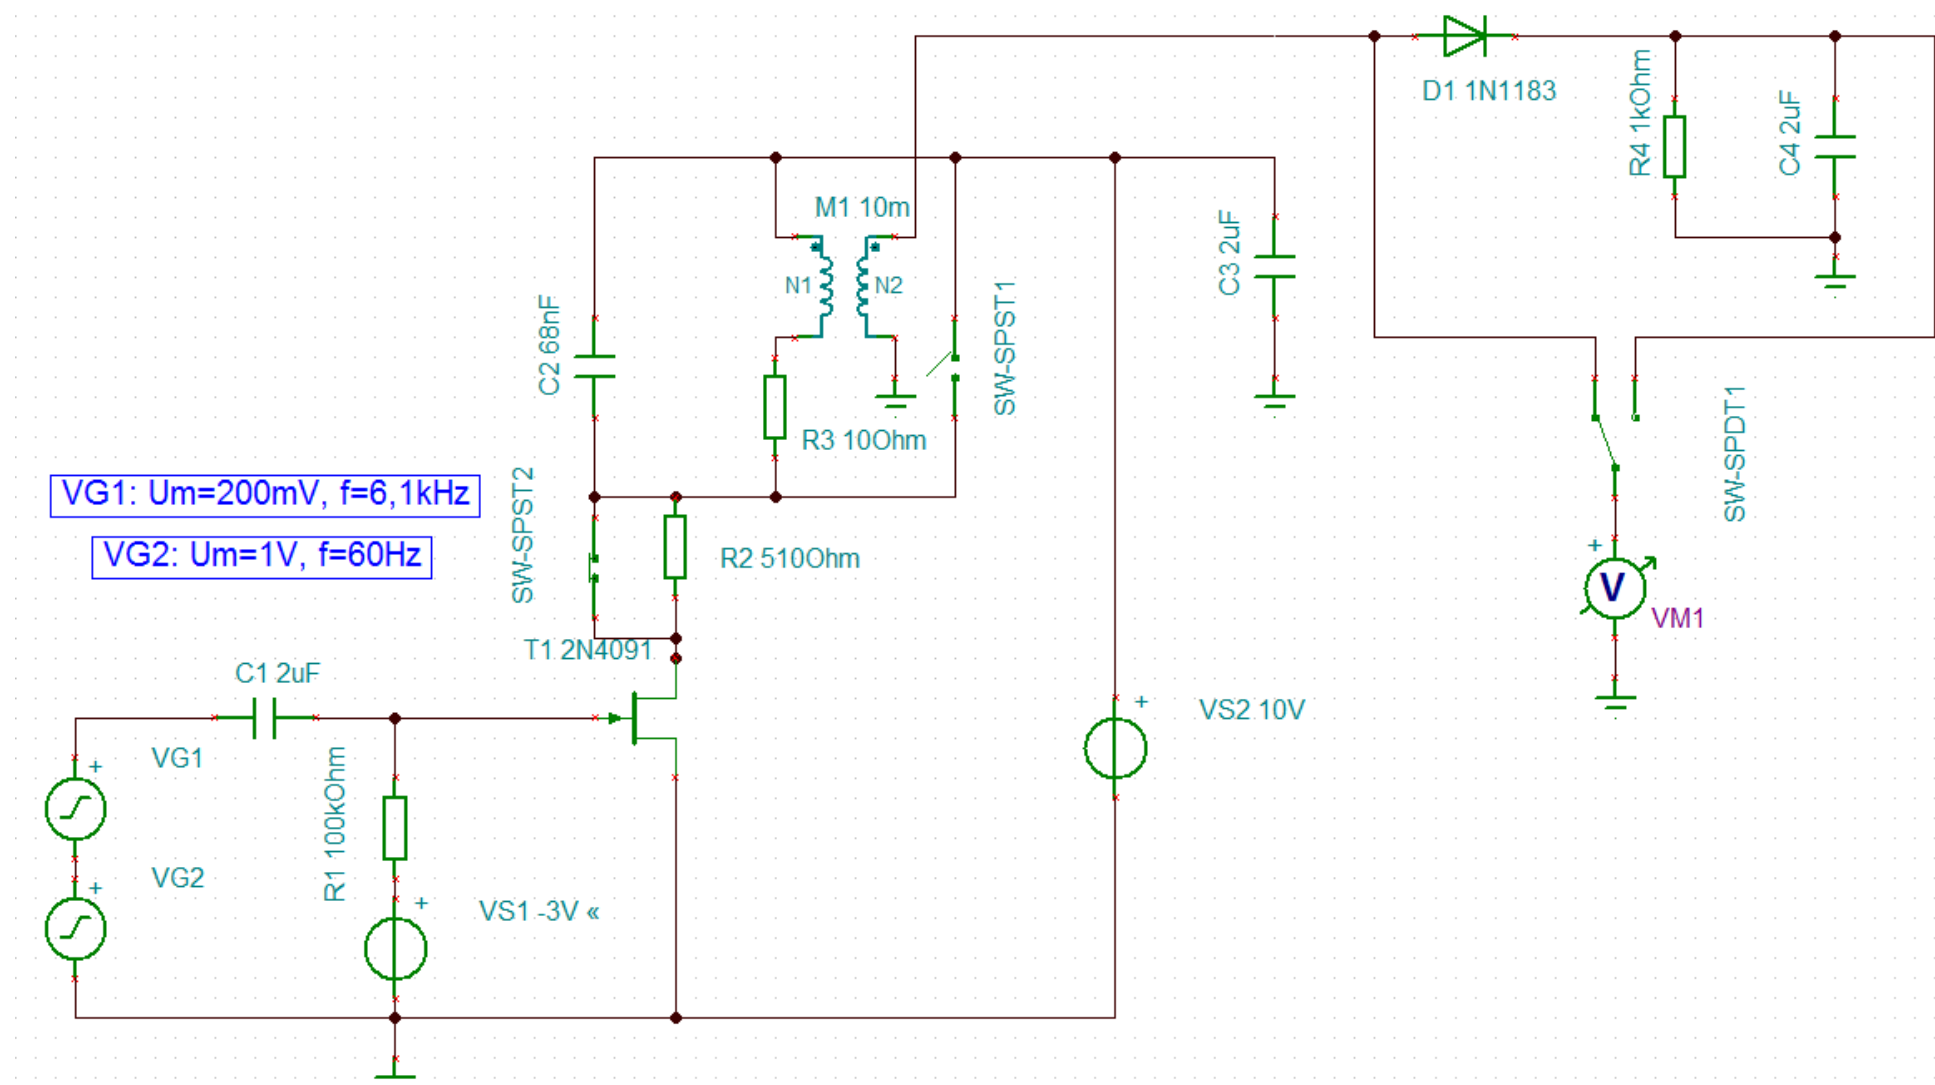 D1 1N1183
R4 1kOhm
C4 2uF
M1 10m
N1
N2
C2 68nF
SW-SPST1
C3 2uF
R3 10Ohm
SW-SPDT1
VG1: Um=200mV, f=6,1kHz
SW-SPST2
R2 510Ohm
VG2: Um=1V, f=60Hz
+
V
VM1
T1 2N4091
C1 2uF
+
VS2 10V
VG1
+
R1 100kOhm
VG2
+
VS1 -3V «
+